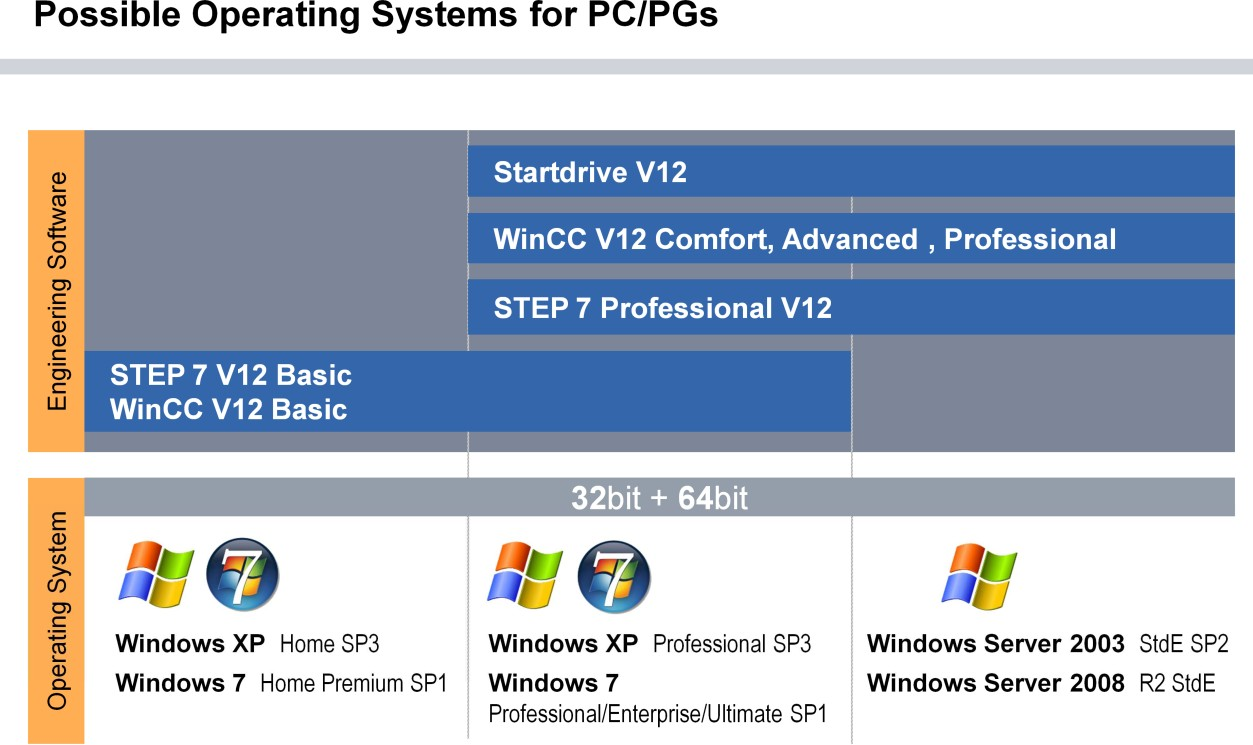 Possible Operating Systems for PC/PGs
Engineering Software
Startdrive V12
WinCC V12 Comfort, Advanced , Professional
STEP 7 Professional V12
STEP 7 V12 Basic
WinCC V12 Basic
Operating System
32bit + 64bit
7
7
Windows XP Home SP3
Windows 7 Home Premium SP1
Windows XP Professional SP3
Windows 7
Professional/Enterprise/Ultimate SP1
Windows Server 2003 StdE SP2
Windows Server 2008 R2 StdE